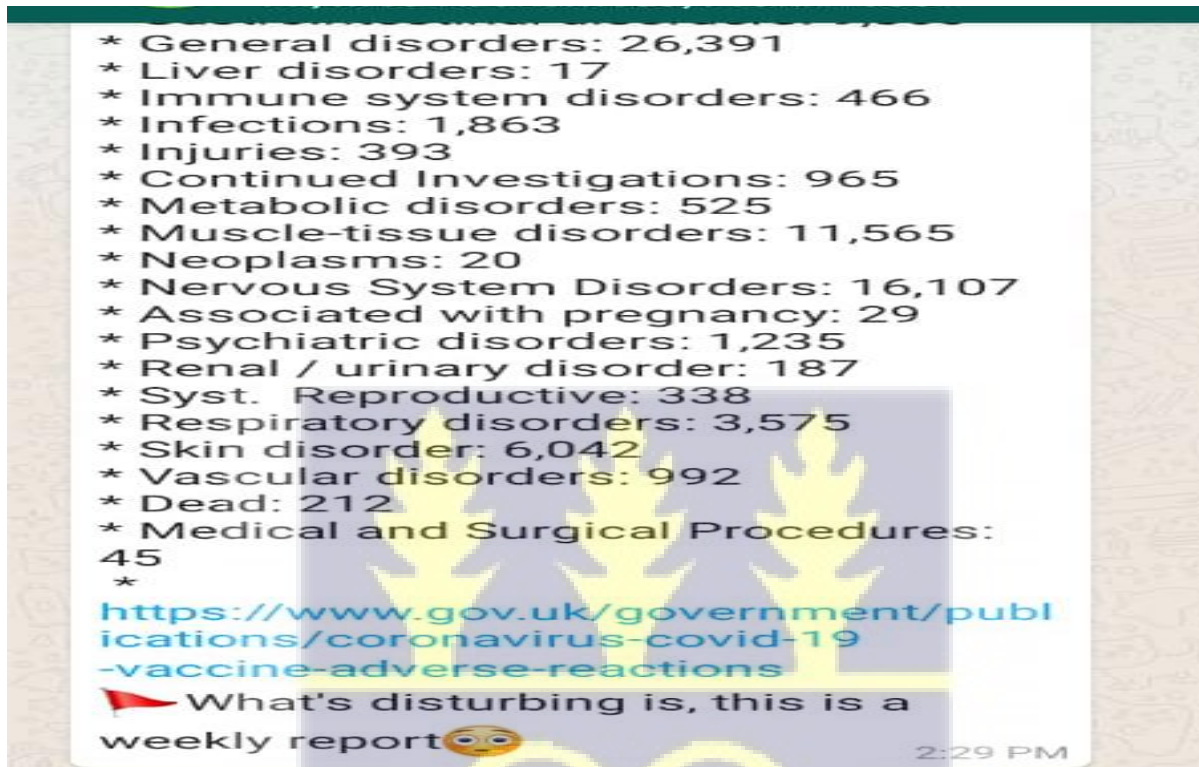 * General disorders: 26,391
* Liver disorders: 17
* Immune system disorders: 466
* Infections: 1,863
* Injuries: 393
* Continued Investigations: 965
* Metabolic disorders: 525
* Muscle-tissue disorders: 11,565
* Neoplasms: 20
* Nervous System Disorders: 16,107
* Associated with pregnancy: 29
* Psychiatric disorders: 1,235
* Renal / urinary disorder: 187
* Syst.  Reproductive: 338
* Respiratory disorders: 3,575
* Skin disorder: 6,042
* Vascular disorders: 992
* Dead: 212
* Medical and Surgical Procedures:
45
*
https://www.gov.uk/government/publ
ications/coronavirus-covid-19
-vaccine-adverse-reactions
🚩What's disturbing is, this is a
weekly report😳
2:29 PM